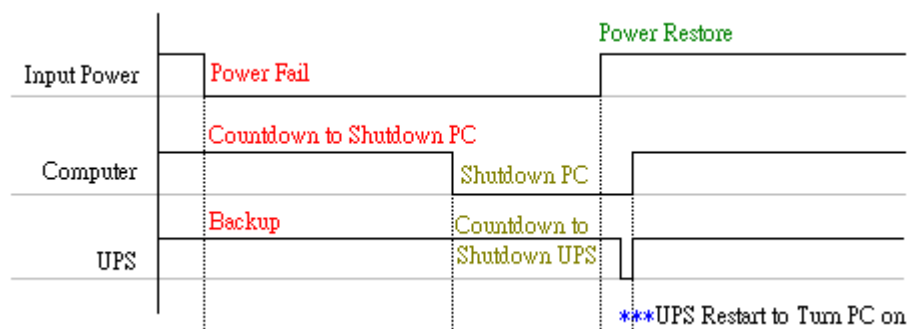 Power Restore
Input Power
Power Fail
Countdown to Shutdown PC
Computer
Shutdown PC
Backup
Countdown to
Shutdown UPS
UPS
***UPS Restart to Turn PC on